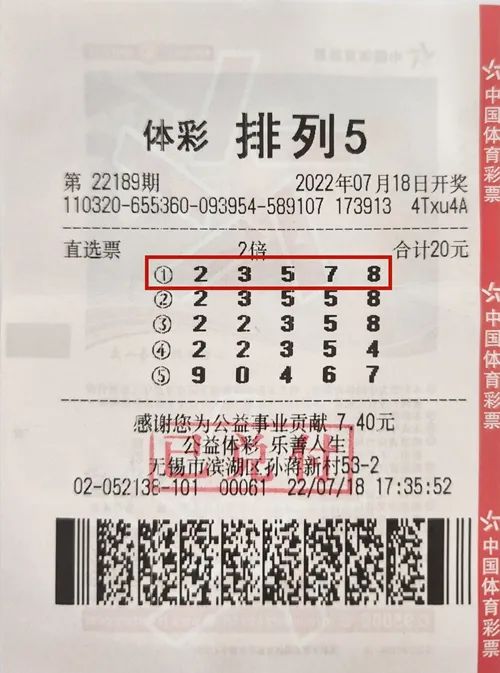 体彩 排列5
第 22189期 2022年07月18日开奖
110320-655360-093954-589107 173913 4Txu4A
直选票 2倍 合计20元
① 2 3 5 7 8
② 2 3 5 5 8
③ 2 2 3 5 8
④ 2 2 3 5 4
⑤ 9 0 4 6 7
感谢您为公益事业贡献 7.40元
公益体彩 乐善人生
无锡市滨湖区孙蒋新村53-2
已兑付
02-052138-101 00061 22/07/18 17:35:52
中国体育彩票
中国体育彩票
中国体育彩票